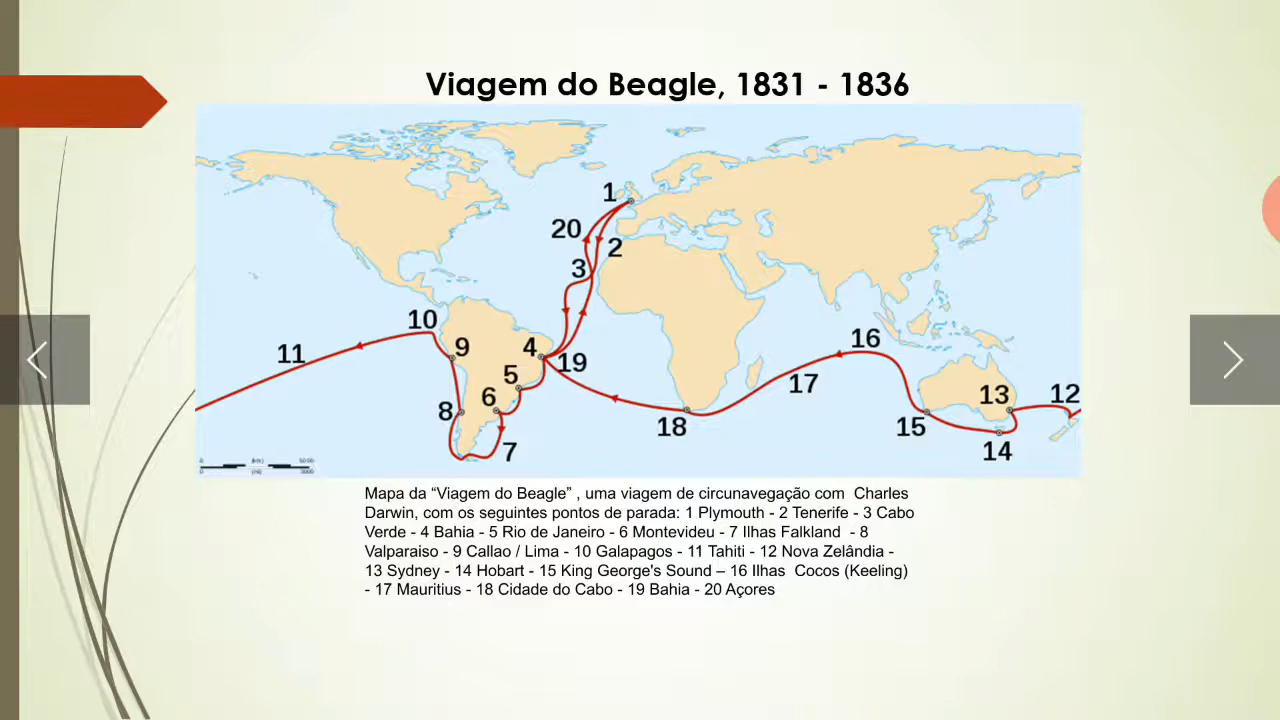 Viagem do Beagle, 1831 - 1836
1
20
2
3
10
9
4
19
11
5
6
8
7
16
17
18
15
13
12
14
Mapa da “Viagem do Beagle” , uma viagem de circunavegação com  Charles
Darwin, com os seguintes pontos de parada: 1 Plymouth - 2 Tenerife - 3 Cabo
Verde - 4 Bahia - 5 Rio de Janeiro - 6 Montevideu - 7 Ilhas Falkland  - 8
Valparaiso - 9 Callao / Lima - 10 Galapagos - 11 Tahiti - 12 Nova Zelândia -
13 Sydney - 14 Hobart - 15 King George's Sound – 16 Ilhas  Cocos (Keeling)
- 17 Mauritius - 18 Cidade do Cabo - 19 Bahia - 20 Açores